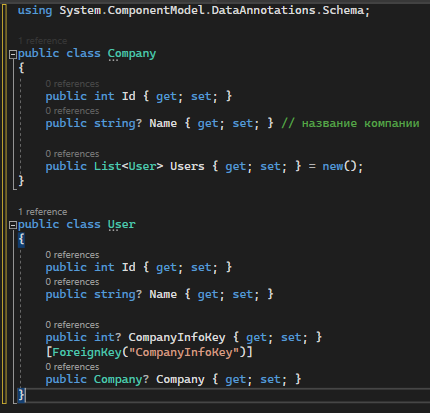 using System.ComponentModel.DataAnnotations.Schema;
1 reference
public class Company
{
0 references
public int Id { get; set; }
0 references
public string? Name { get; set; } // название компании
0 references
public List<User> Users { get; set; } = new();
}
1 reference
public class User
{
0 references
public int Id { get; set; }
0 references
public string? Name { get; set; }
0 references
public int? CompanyInfoKey { get; set; }
[ForeignKey("CompanyInfoKey")]
0 references
public Company? Company { get; set; }
}